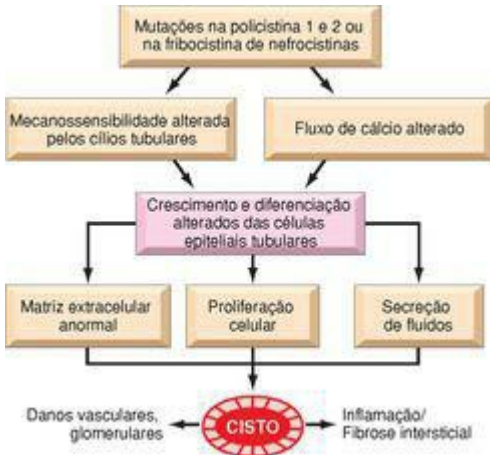 Mutações na policistina 1 e 2 ou
na fribocistina de nefrocistinas
Mecanossensibilidade alterada
pelos cílios tubulares
Fluxo de cálcio alterado
Crescimento e diferenciação
alterados das células
epiteliais tubulares
Matriz extracelular
anormal
Proliferação
celular
Secreção
de fluidos
Danos vasculares,
glomerulares
CISTO
Inflamação/
Fibrose intersticial